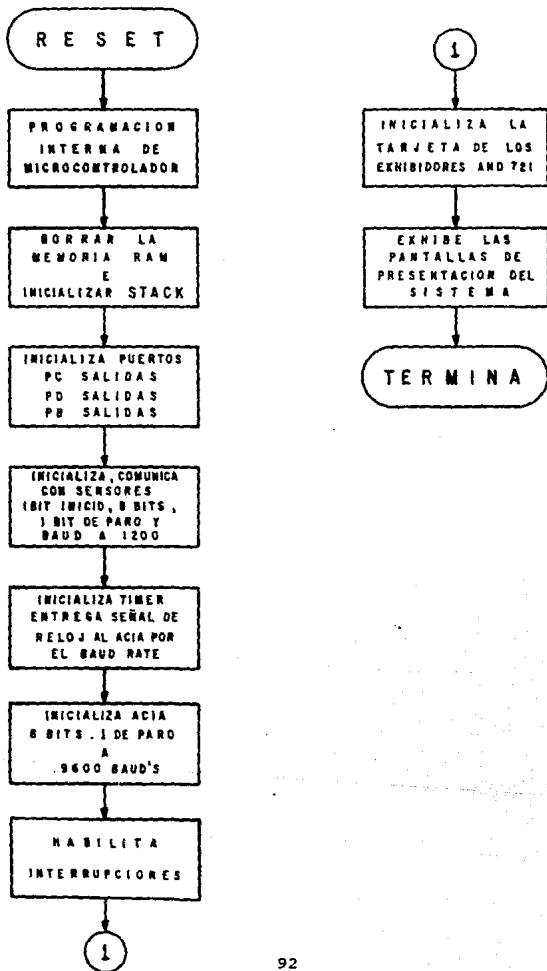 RESET
PROGRAMACION
INTERNA DE
MICROCONTROLADOR
BORRAR LA
MEMORIA RAM
E
INICIALIZAR STACK
INICIALIZA PUERTOS
PC SALIDAS
PD SALIDAS
PB SALIDAS
INICIALIZA, COMUNICA
CON SENSORES
1BIT INICIO, 8 BITS,
1 BIT DE PARO Y
BAUD A 1200
INICIALIZA TIMER
ENTREGA SEÑAL DE
RELOJ AL ACIA POR
EL BAUD RATE
INICIALIZA ACIA
8 BITS. 1 DE PARO
A
.9600 BAUD'S
HABILITA
INTERRUPCIONES
1
1
INICIALIZA LA
TARJETA DE LOS
EXHIBIDORES AND 721
EXHIBE LAS
PANTALLAS DE
PRESENTACION DEL
SISTEMA
TERMINA
92